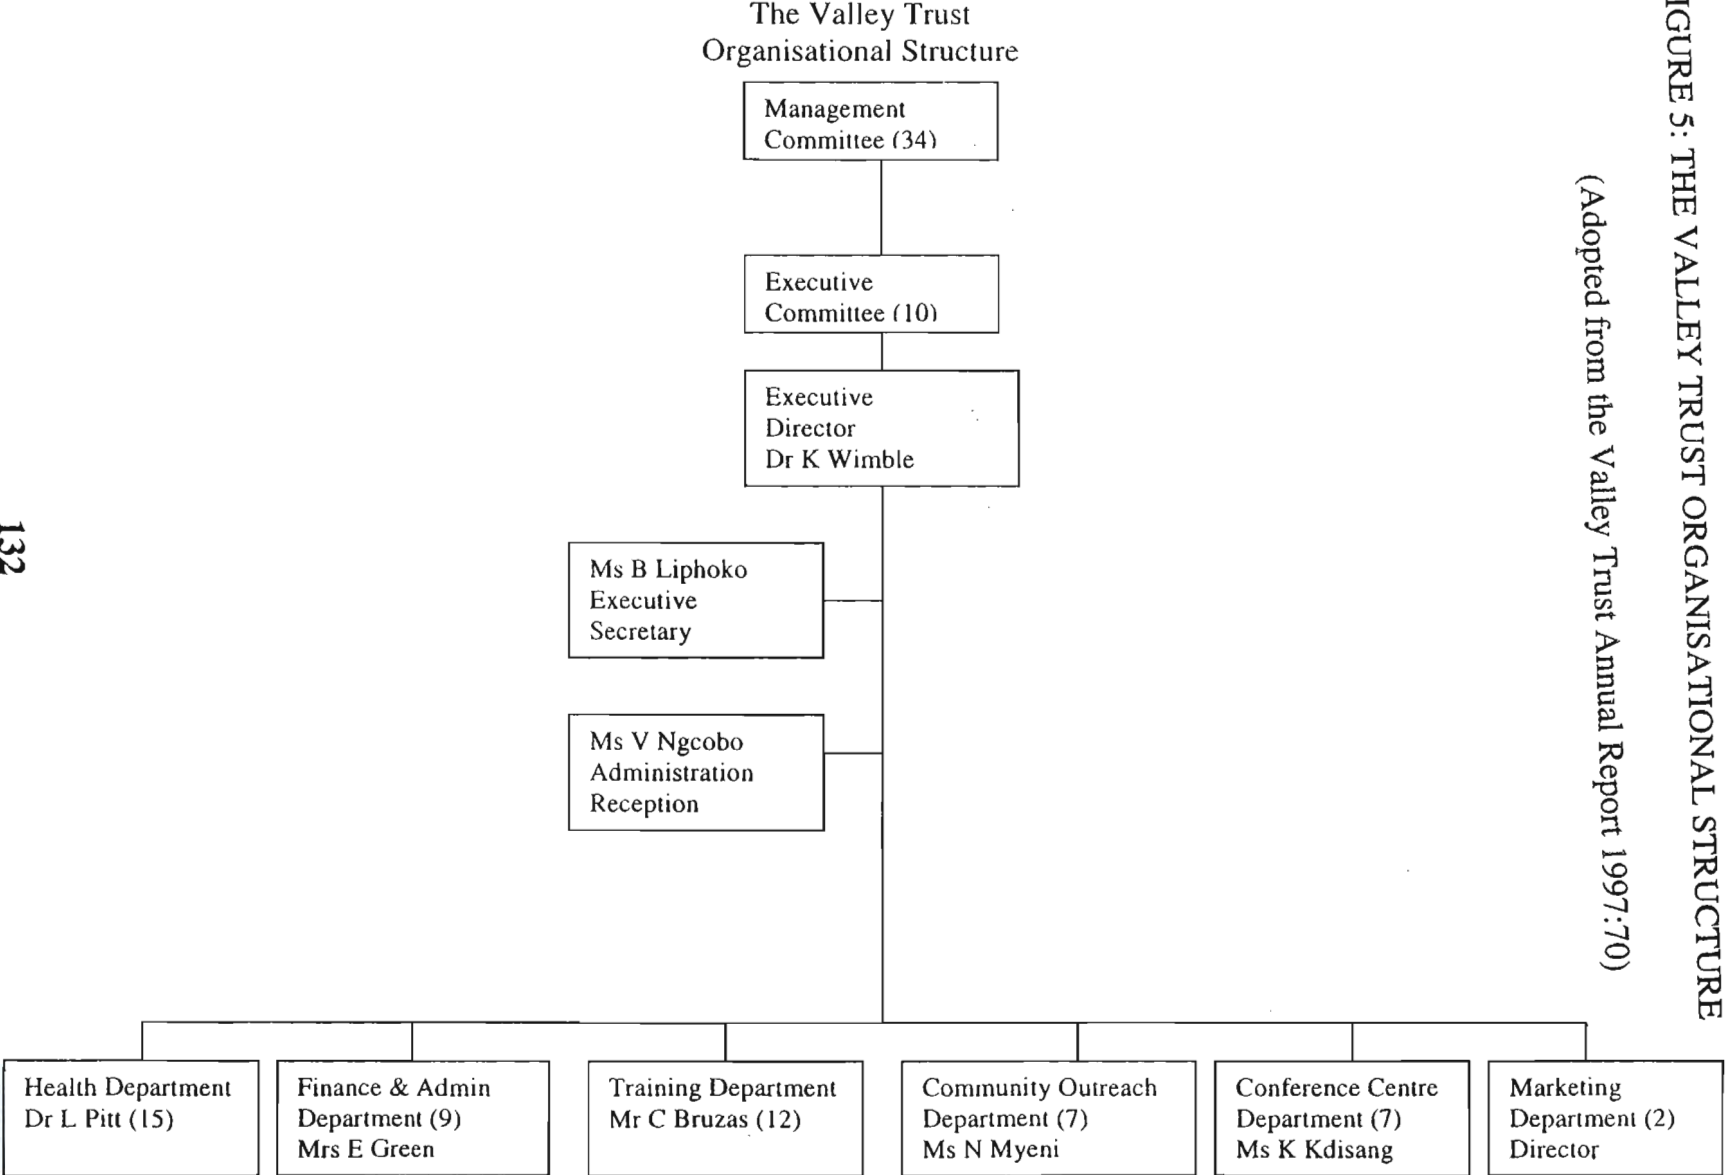 The Valley Trust
Organisational Structure
Management
Committee (34)
Executive
Committee (10)
Executive
Director
Dr K Wimble
Ms B Liphoko
Executive
Secretary
Ms V Ngcobo
Administration
Reception
Health Department
Dr L Pitt (15)
Finance & Admin
Department (9)
Mrs E Green
Training Department
Mr C Bruzas (12)
Community Outreach
Department (7)
Ms N Myeni
Conference Centre
Department (7)
Ms K Kdisang
Marketing
Department (2)
Director
IGURE 5: THE VALLEY TRUST ORGANISATIONAL STRUCTURE
(Adopted from the Valley Trust Annual Report 1997:70)
132